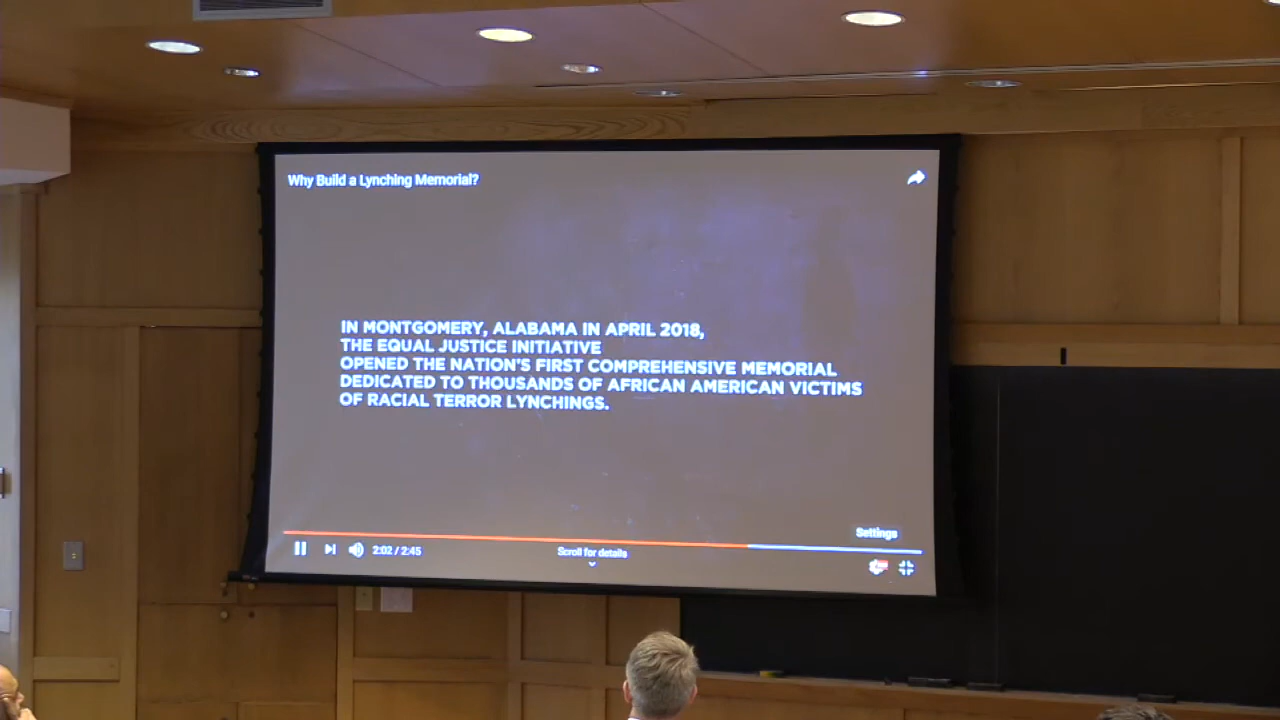 Why Build a Lynching Memorial?
IN MONTGOMERY, ALABAMA IN APRIL 2018,
THE EQUAL JUSTICE INITIATIVE
OPENED THE NATION'S FIRST COMPREHENSIVE MEMORIAL
DEDICATED TO THOUSANDS OF AFRICAN AMERICAN VICTIMS
OF RACIAL TERROR LYNCHINGS.
Settings
2:02 / 2:45
Scroll for details